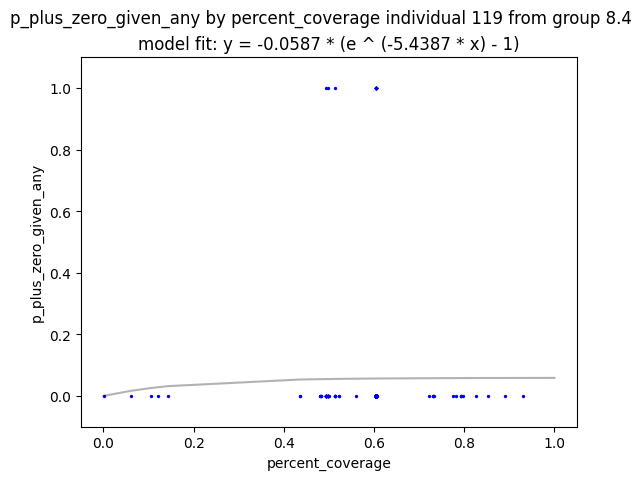 p_plus_zero_given_any by percent_coverage individual 119 from group 8.4
model fit: y = -0.0587 * (e ^ (-5.4387 * x) - 1)
1.0
0.8
0.6
0.4
0.2
0.0
p_plus_zero_given_any
0.0 0.2 0.4 0.6 0.8 1.0
percent_coverage